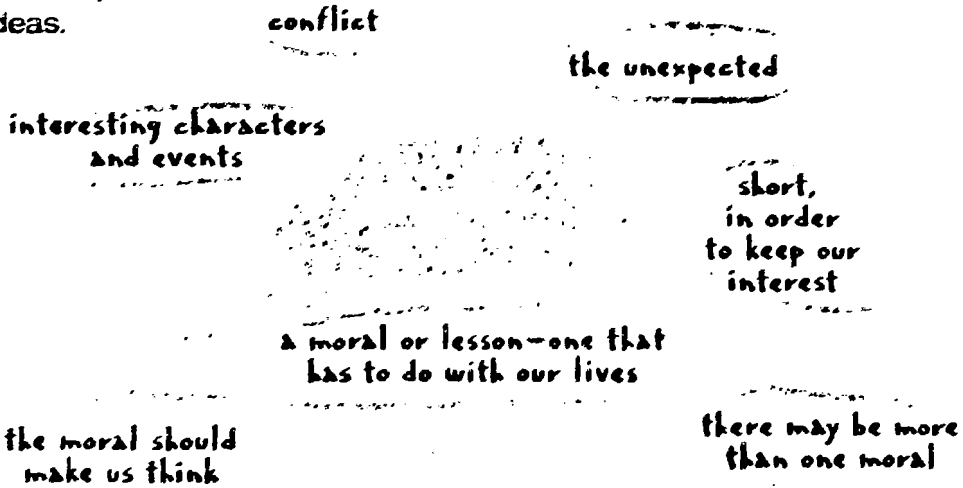 deas.
conflict
the unexpected
interesting characters
and events
short,
in order
to keep our
interest
a moral or lesson—one that
has to do with our lives
the moral should
make us think
there may be more
than one moral